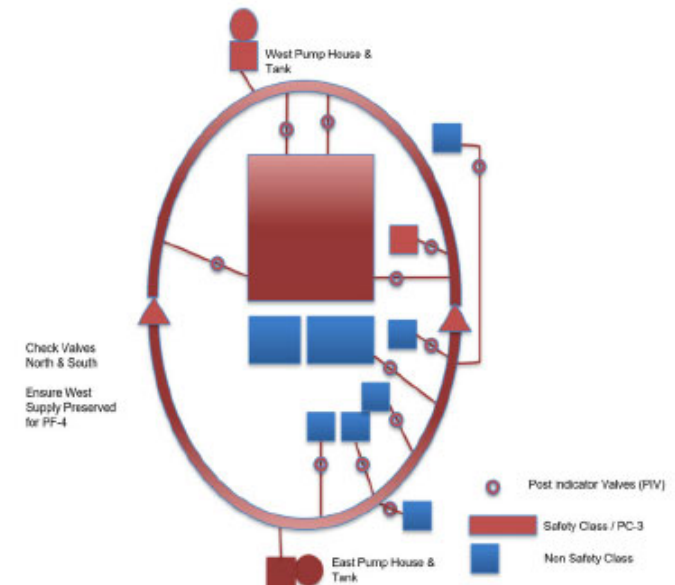 West Pump House &
Tank
Check Valves
North & South
Ensure West
Supply Preserved
for PF-4
Post Indicator Valves (PIV)
Safety Class / PC-3
Non Safety Class
East Pump House &
Tank